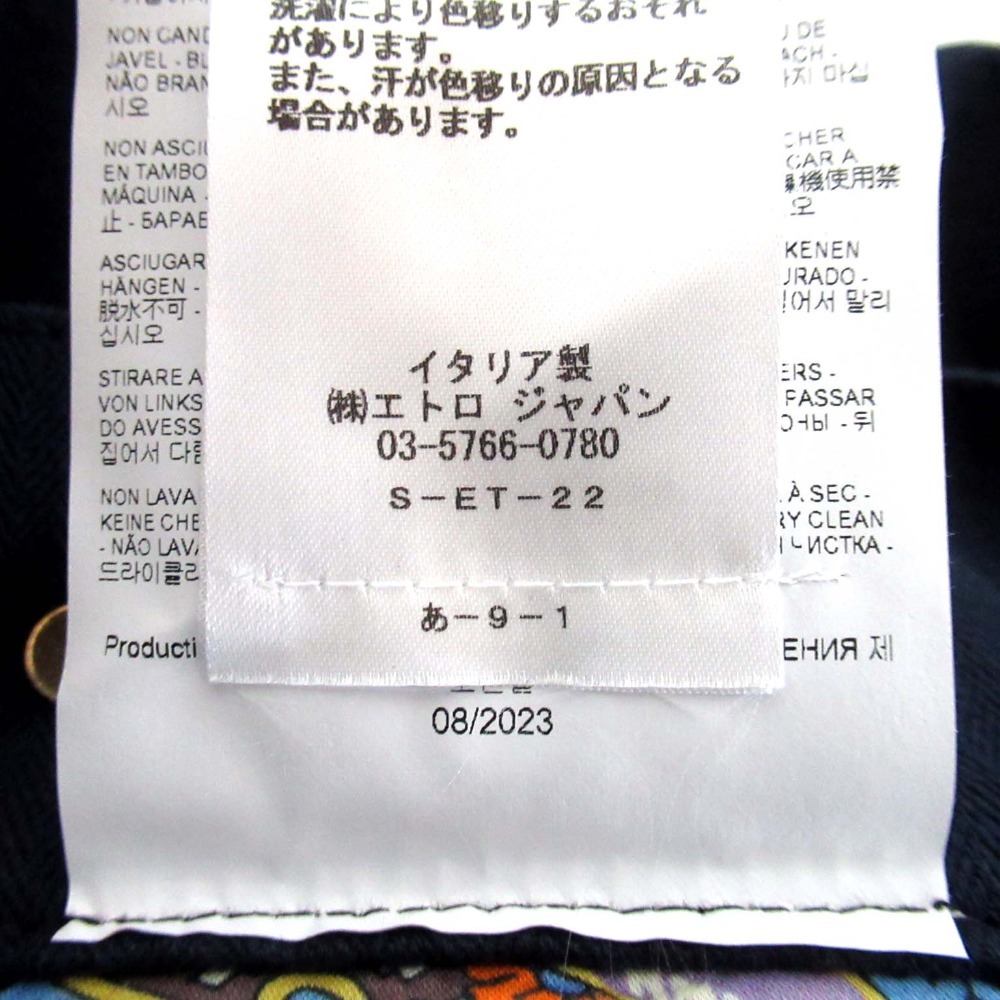 洗濯により色移りするおそれ
があります。
また、汗が色移りの原因となる
場合があります。
イタリア製
㈱エトロ ジャパン
03-5766-0780
S-ET-22
あ-9-1
NON CAND
JAVEL - BL
NÃO BRAN
시오
NON ASCIU
EN TAMBO
MÁQUINA -
止 - БАРАБ
ASCIUGAR
HÄNGEN -
脱水不可 -
십시오
STIRARE A
VON LINKS
DO AVESS
집어서 다림
NON LAVA
KEINE CHE
- NÃO LAVA
드라이클리
Producti
U DE
ACH -
지 마십
CHER
CAR A
機使用禁
오
KENEN
URADO -
어서 말리
ERS -
PASSAR
- 뒤
À SEC -
RY CLEAN
ИСТКА -
ЕНИЯ 제
08/2023